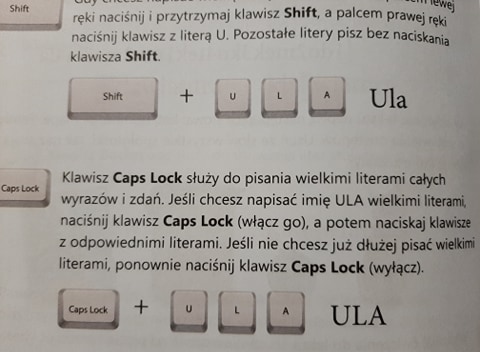 Shift
ręki naciśnij i przytrzymaj klawisz Shift, a palcem prawej ręki
naciśnij klawisz z literą U. Pozostałe litery pisz bez naciskania
klawisza Shift.
Shift + U L A Ula
Caps Lock
Klawisz Caps Lock służy do pisania wielkimi literami całych
wyrazów i zdań. Jeśli chcesz napisać imię ULA wielkimi literami,
naciśnij klawisz Caps Lock (włącz go), a potem naciskaj klawisze
z odpowiednimi literami. Jeśli nie chcesz już dłużej pisać wielkimi
literami, ponownie naciśnij klawisz Caps Lock (wyłącz).
Caps Lock + U L A ULA